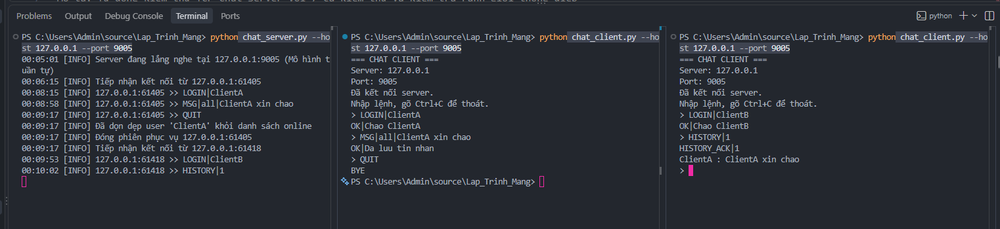 Problems Output Debug Console Terminal Ports python
PS C:\Users\Admin\source\Lap_Trinh_Mang> python chat_server.py --ho
st 127.0.0.1 --port 9005
00:05:01 [INFO] Server đang lắng nghe tại 127.0.0.1:9005 (Mô hình t
uần tự)
00:06:15 [INFO] Tiếp nhận kết nối từ 127.0.0.1:61405
00:08:15 [INFO] 127.0.0.1:61405 >> LOGIN|ClientA
00:08:58 [INFO] 127.0.0.1:61405 >> MSG|all|ClientA xin chao
00:09:17 [INFO] 127.0.0.1:61405 >> QUIT
00:09:17 [INFO] Đã dọn dẹp user 'ClientA' khỏi danh sách online
00:09:17 [INFO] Đóng phiên phục vụ 127.0.0.1:61405
00:09:17 [INFO] Tiếp nhận kết nối từ 127.0.0.1:61418
00:09:53 [INFO] 127.0.0.1:61418 >> LOGIN|ClientB
00:10:02 [INFO] 127.0.0.1:61418 >> HISTORY|1
PS C:\Users\Admin\source\Lap_Trinh_Mang> python chat_client.py --ho
st 127.0.0.1 --port 9005
=== CHAT CLIENT ===
Server: 127.0.0.1
Port: 9005
Đã kết nối server.
Nhập lệnh, gõ Ctrl+C để thoát.
> LOGIN|ClientA
OK|Chao ClientA
> MSG|all|ClientA xin chao
OK|Da luu tin nhan
> QUIT
BYE
PS C:\Users\Admin\source\Lap_Trinh_Mang>
PS C:\Users\Admin\source\Lap_Trinh_Mang> python chat_client.py --ho
st 127.0.0.1 --port 9005
=== CHAT CLIENT ===
Server: 127.0.0.1
Port: 9005
Đã kết nối server.
Nhập lệnh, gõ Ctrl+C để thoát.
> LOGIN|ClientB
OK|Chao ClientB
> HISTORY|1
HISTORY_ACK|1
ClientA : ClientA xin chao
>